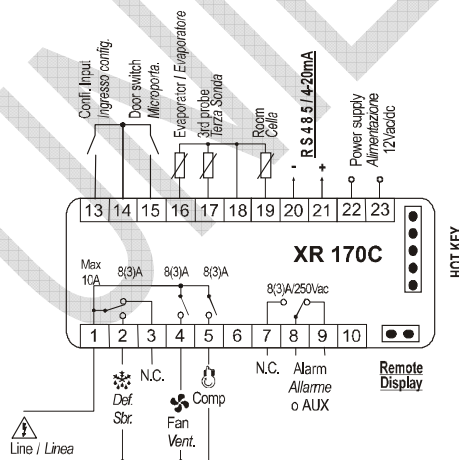 Confi. Input
Ingresso config.
Door switch
Microporta.
Evaporator / Evaporatore
3rd probe
Terza Sonda
Room
Cella
RS485/4-20mA
- +
Power supply
Alimentazione
12Vac/dc
13 14 15 16 17 18 19 20 21 22 23
XR 170C
HOT KEY
Max
10A
8(3)A 8(3)A 8(3)A
8(3)A/250Vac
1 2 3 4 5 6 7 8 9 10
N.C.
Def.
Sbr.
Fan
Vent.
Comp
N.C.
Alarm
Allarme
o AUX
Remote
Display
Line / Linea